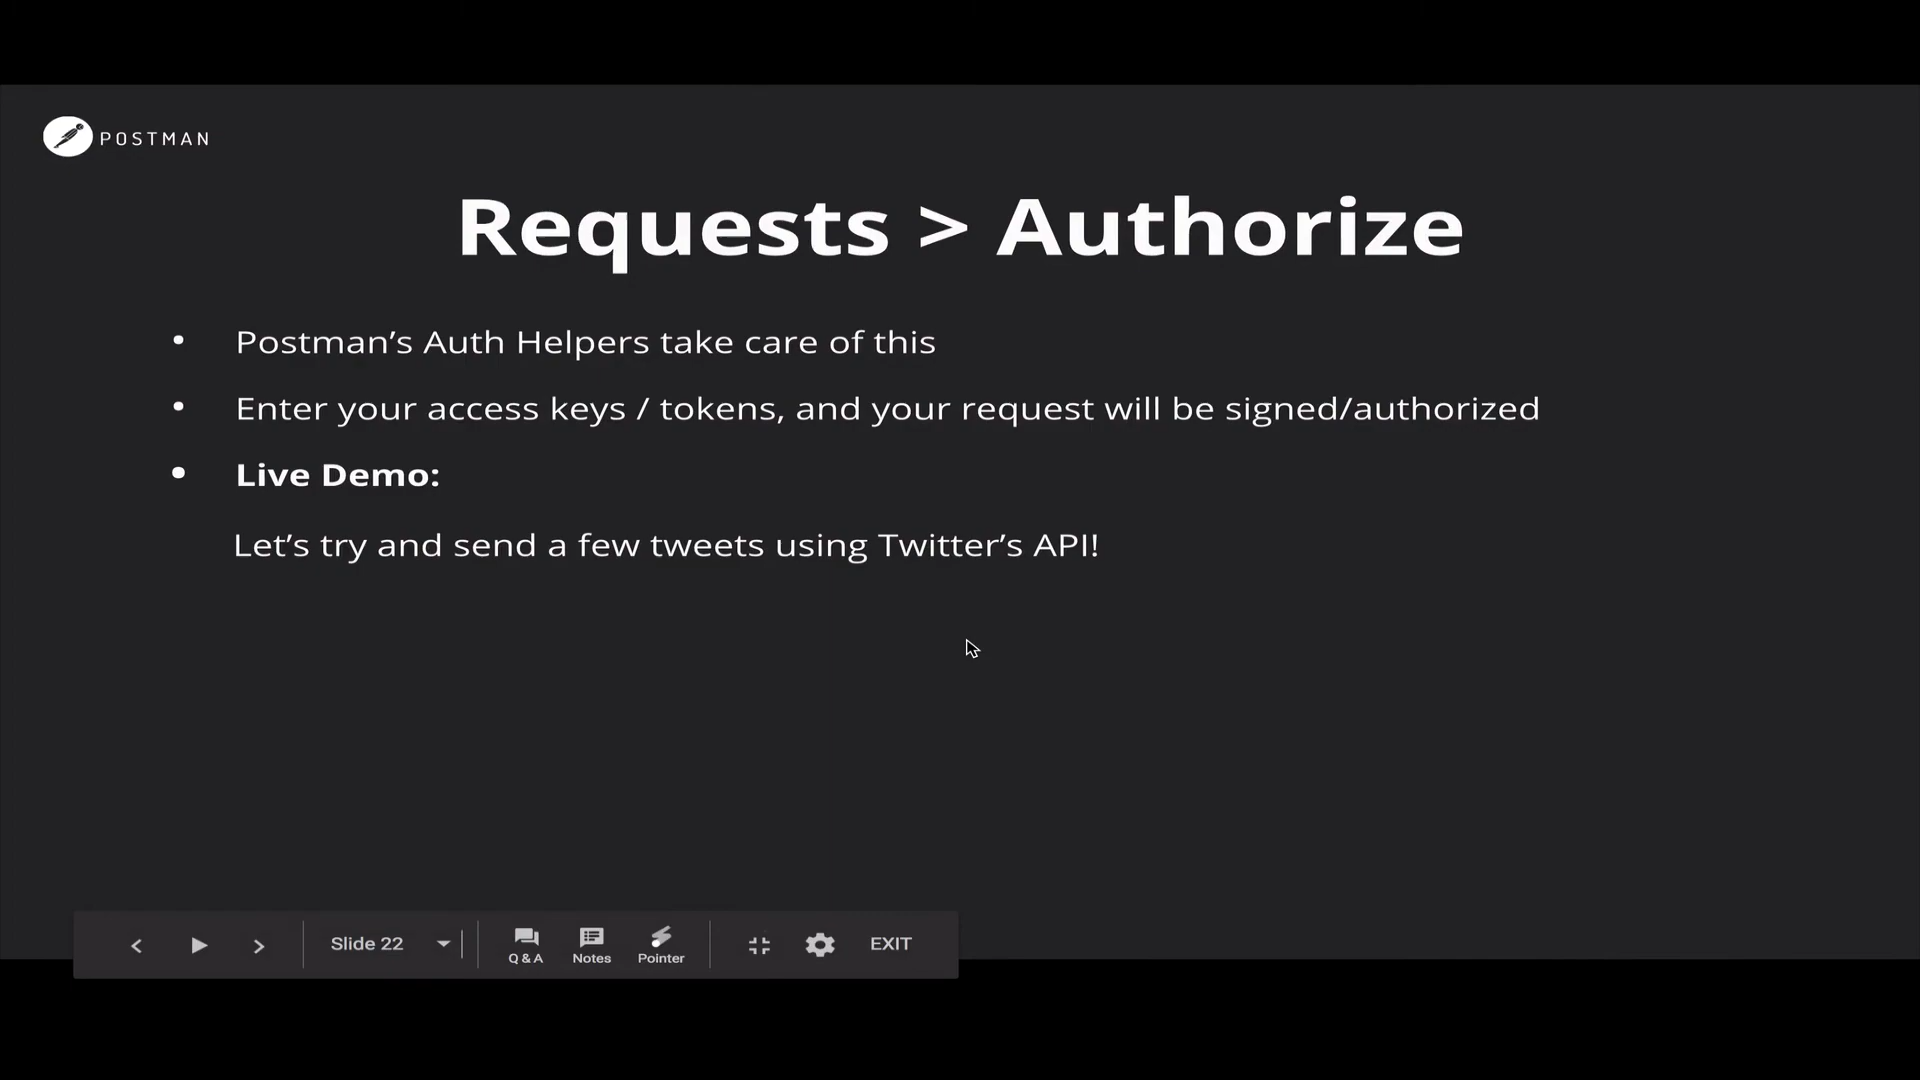 POSTMAN
Requests > Authorize
• Postman’s Auth Helpers take care of this
• Enter your access keys / tokens, and your request will be signed/authorized
• Live Demo:
Let’s try and send a few tweets using Twitter’s API!
Slide 22
Q & A
Notes
Pointer
EXIT